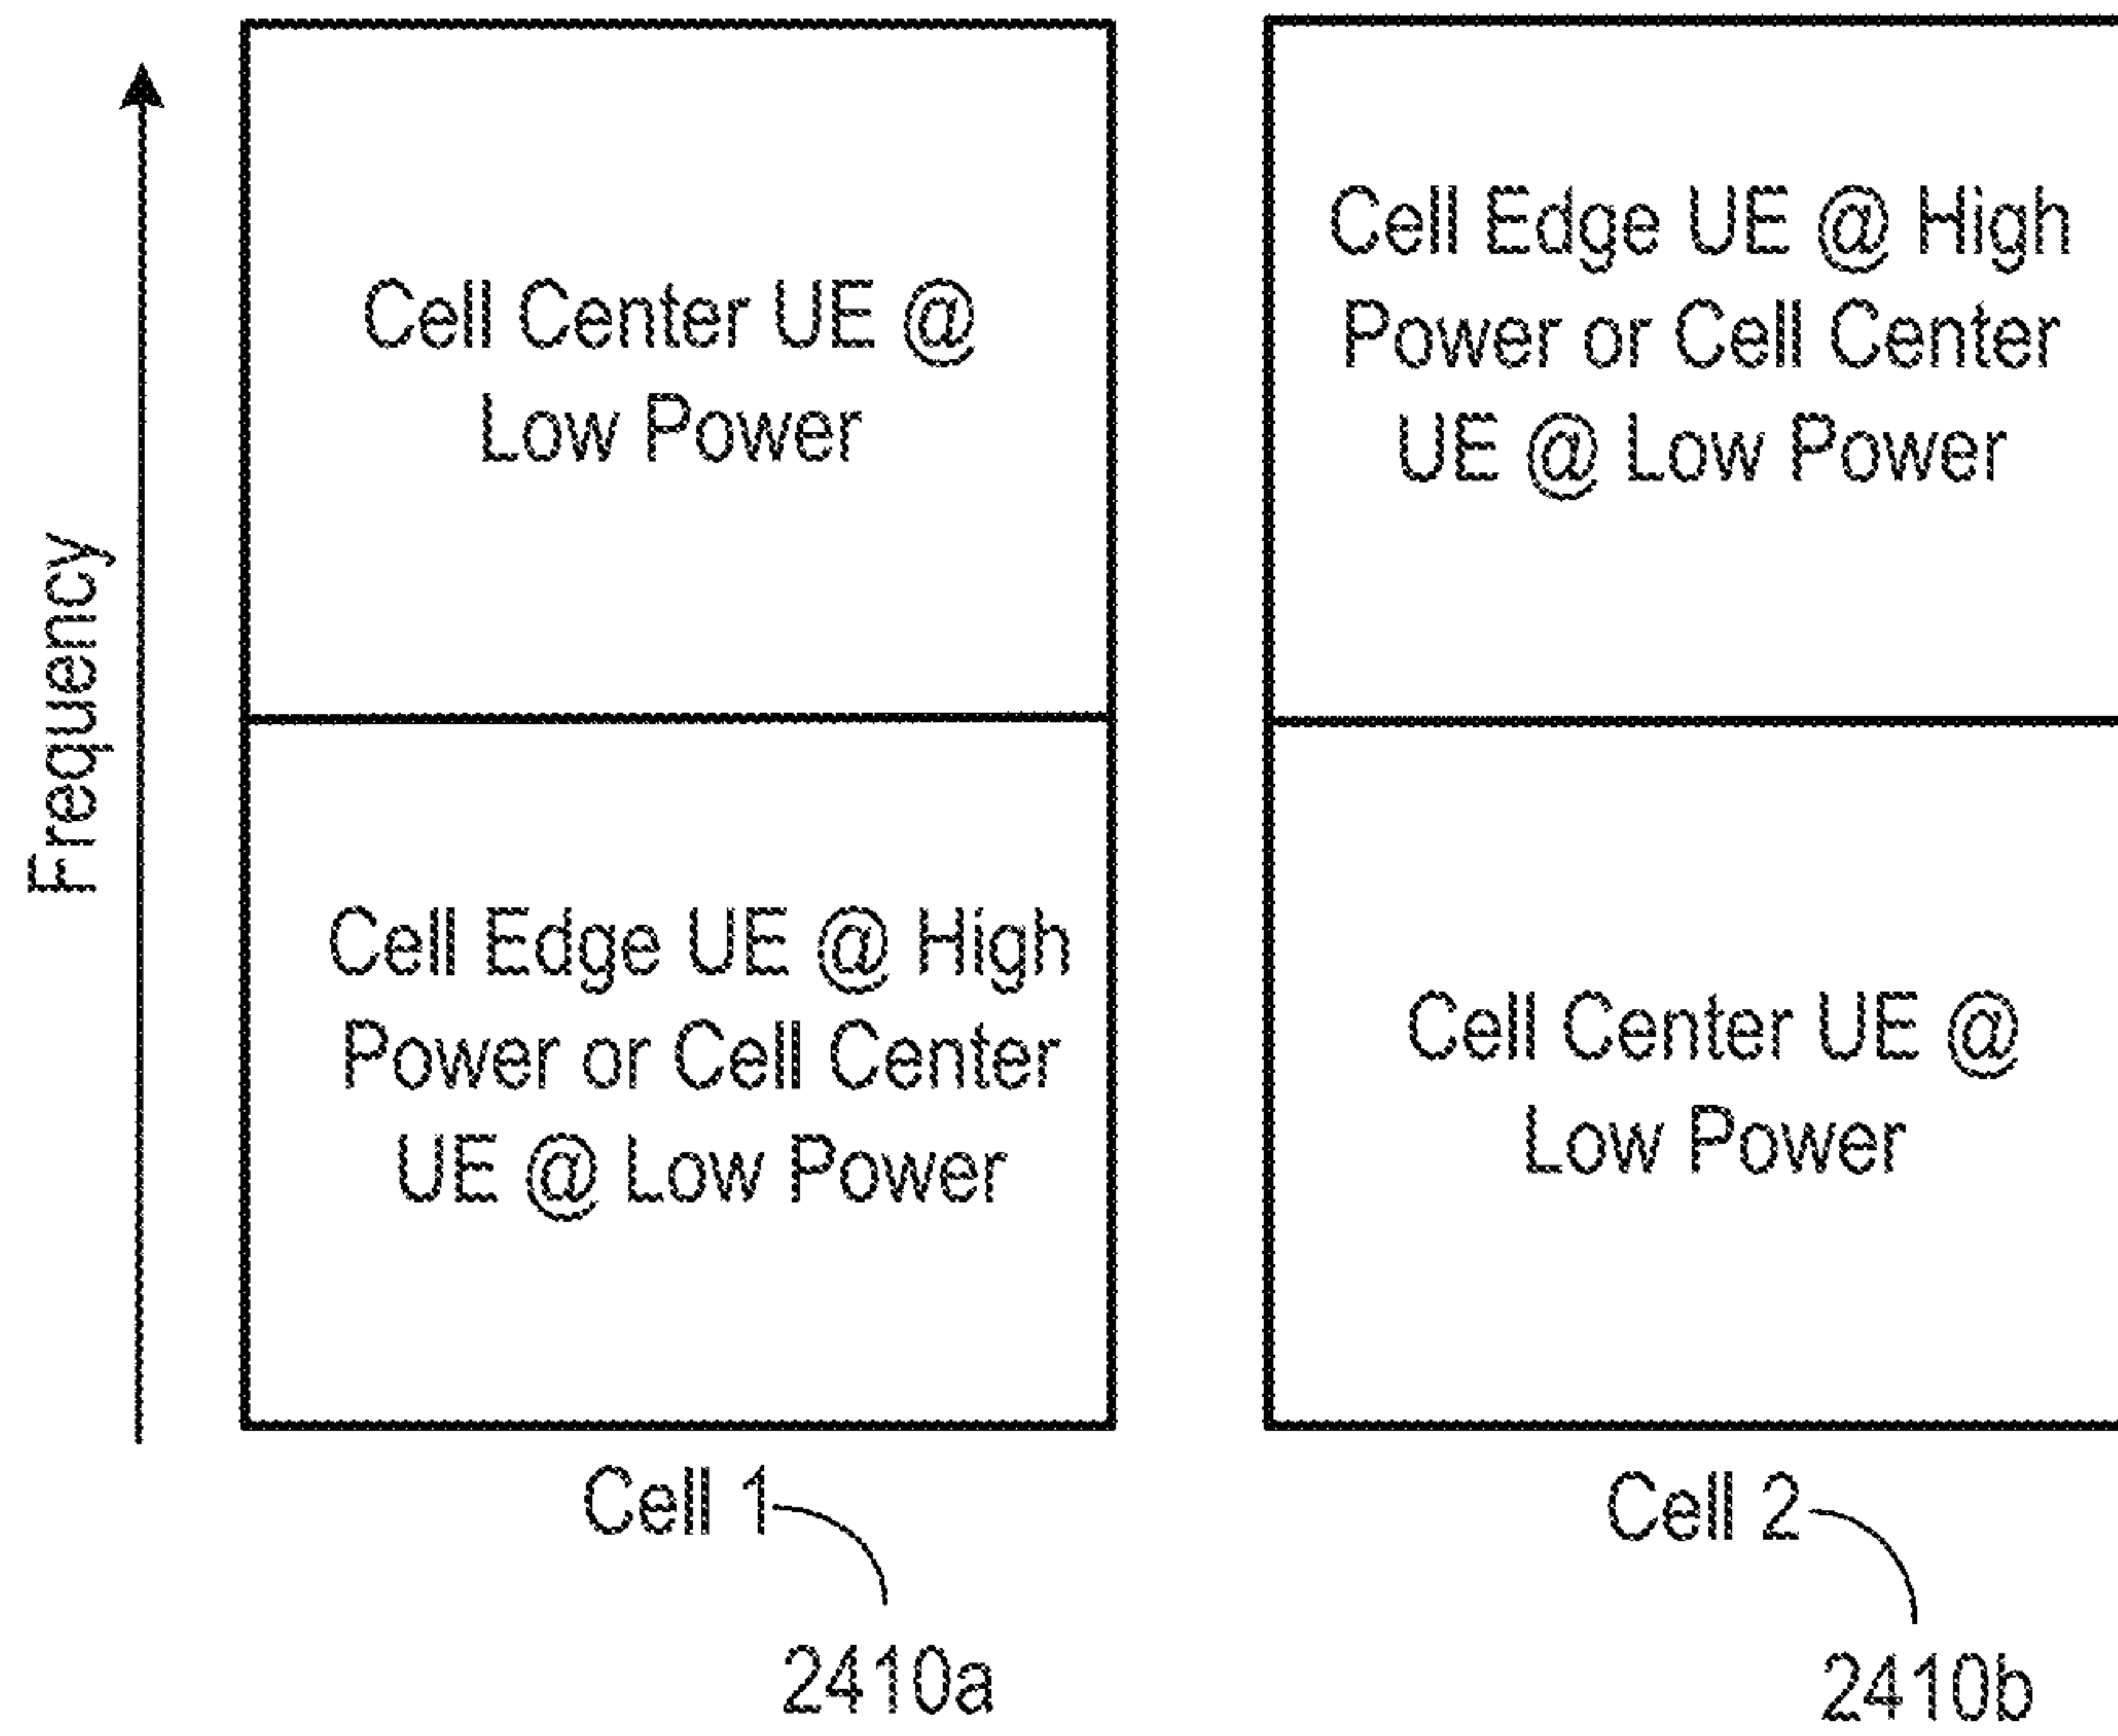 Frequency
Cell Center UE @
Low Power
Cell Edge UE @ High
Power or Cell Center
UE @ Low Power
Cell 1
2410a
Cell Edge UE @ High
Power or Cell Center
UE @ Low Power
Cell Center UE @
Low Power
Cell 2
2410b